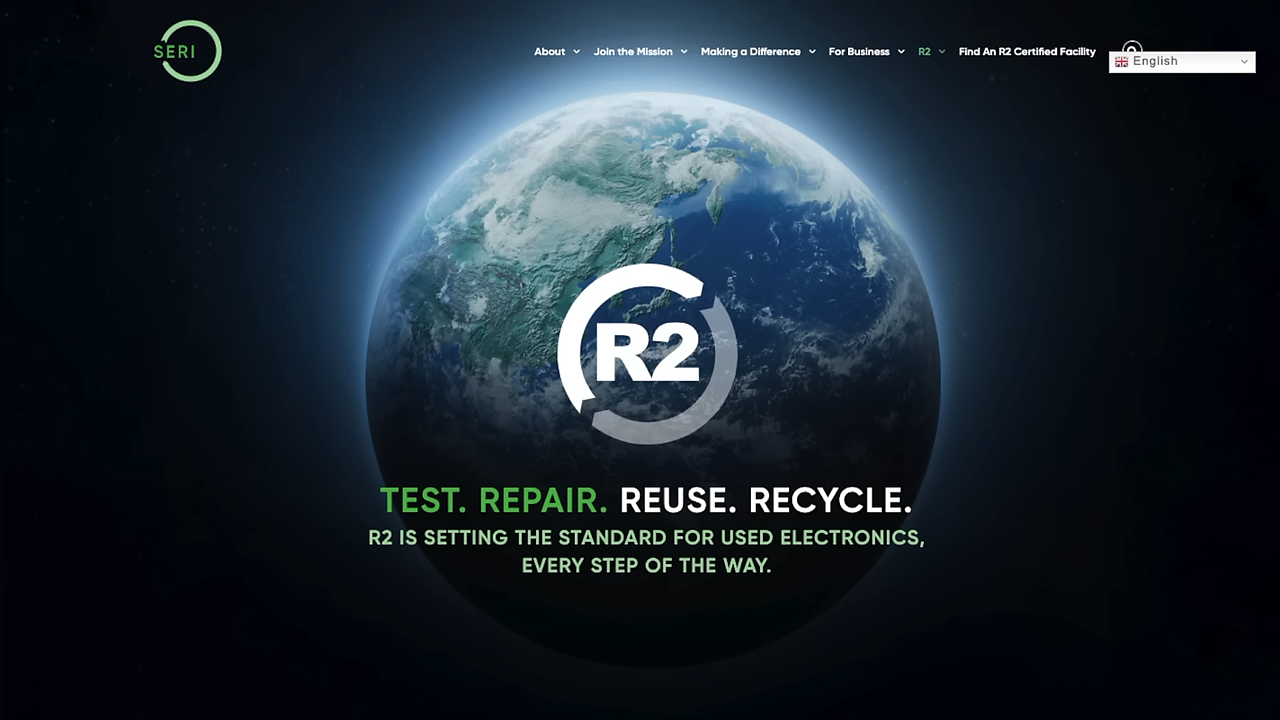 SERI
About
Join the Mission
Making a Difference
For Business
R2
Find An R2 Certified Facility
English
R2
TEST. REPAIR. REUSE. RECYCLE.
R2 IS SETTING THE STANDARD FOR USED ELECTRONICS,
EVERY STEP OF THE WAY.